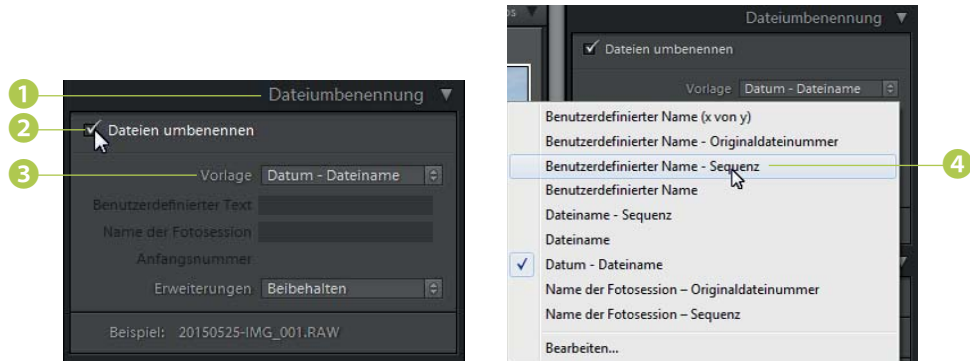 1 Dateiumbenennung
2 Dateien umbenennen
3 Vorlage Datum - Dateiname
Benutzerdefinierter Text
Name der Fotosession
Anfangsnummer
Erweiterungen Beibehalten
Beispiel: 20150525-IMG_001.RAW
os
Dateiumbenennung
Dateien umbenennen
Vorlage Datum - Dateiname
Benutzerdefinierter Name (x von y)
Benutzerdefinierter Name - Originaldateinummer
Benutzerdefinierter Name - Sequenz 4
Benutzerdefinierter Name
Dateiname - Sequenz
Dateiname
Datum - Dateiname
Name der Fotosession – Originaldateinummer
Name der Fotosession – Sequenz
Bearbeiten...